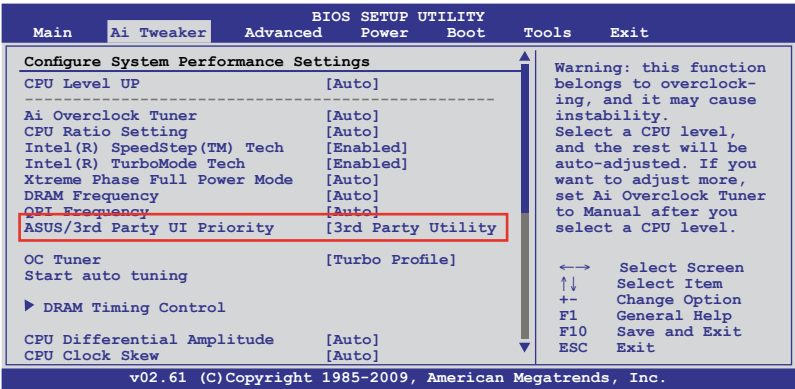 BIOS SETUP UTILITY
Main Ai Tweaker Advanced Power Boot Tools Exit
Configure System Performance Settings
CPU Level UP [Auto]
Ai Overclock Tuner [Auto]
CPU Ratio Setting [Auto]
Intel(R) SpeedStep(TM) Tech [Enabled]
Intel(R) TurboMode Tech [Enabled]
Xtreme Phase Full Power Mode [Auto]
DRAM Frequency [Auto]
QPI Frequency [Auto]
ASUS/3rd Party UI Priority [3rd Party Utility
OC Tuner [Turbo Profile]
Start auto tuning
DRAM Timing Control
CPU Differential Amplitude [Auto]
CPU Clock Skew [Auto]
Warning: this function
belongs to overclock-
ing, and it may cause
instability.
Select a CPU level,
and the rest will be
auto-adjusted. If you
want to adjust more,
set Ai Overclock Tuner
to Manual after you
select a CPU level.
←→ Select Screen
↑↓ Select Item
+- Change Option
F1 General Help
F10 Save and Exit
ESC Exit
v02.61 (C)Copyright 1985-2009, American Megatrends, Inc.